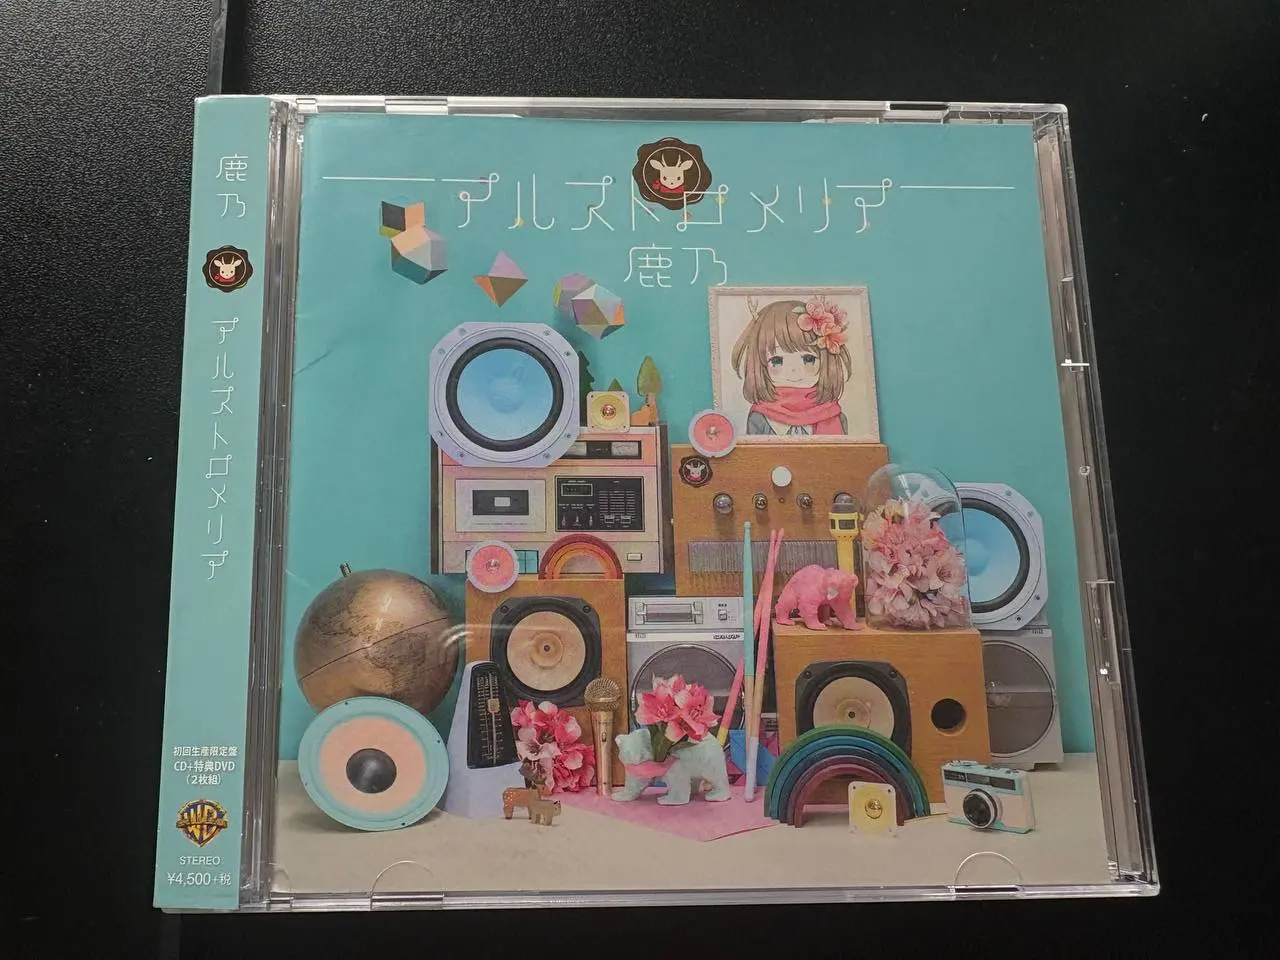 鹿乃
アルストロメリア
初回生産限定盤
CD+特典DVD
(2枚組)
WB
STEREO
¥4,500+税
アルストロメリア
鹿乃